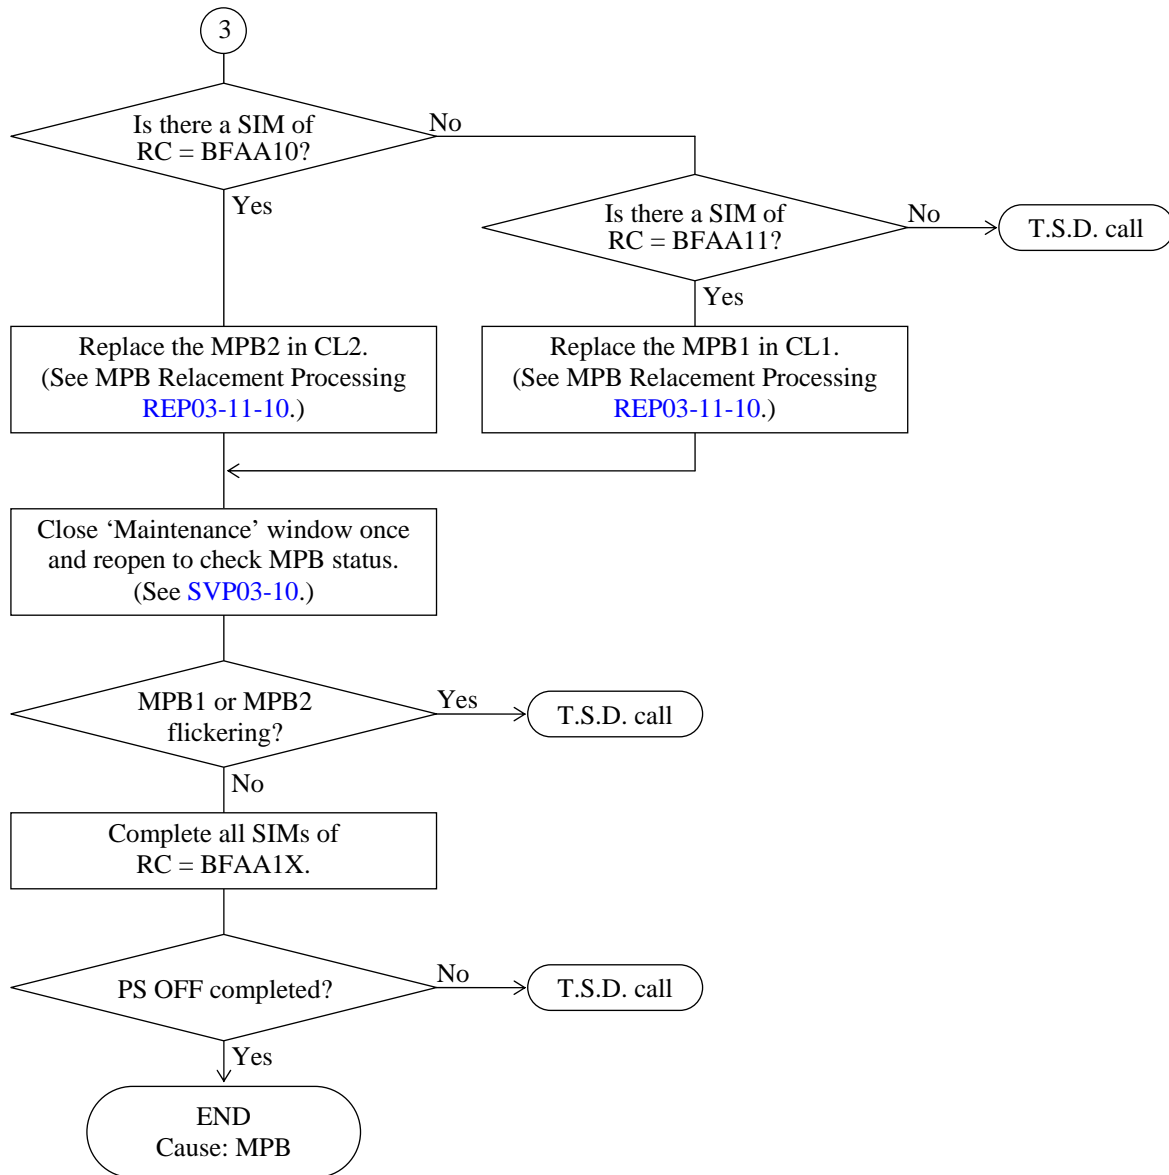 3
Is there a SIM of
RC = BFAA10?
No
Yes
Is there a SIM of
RC = BFAA11?
No
T.S.D. call
Yes
Replace the MPB2 in CL2.
(See MPB Relacement Processing
REP03-11-10.)
Replace the MPB1 in CL1.
(See MPB Relacement Processing
REP03-11-10.)
Close ‘Maintenance’ window once
and reopen to check MPB status.
(See SVP03-10.)
MPB1 or MPB2
flickering?
Yes
T.S.D. call
No
Complete all SIMs of
RC = BFAA1X.
PS OFF completed?
No
T.S.D. call
Yes
END
Cause: MPB